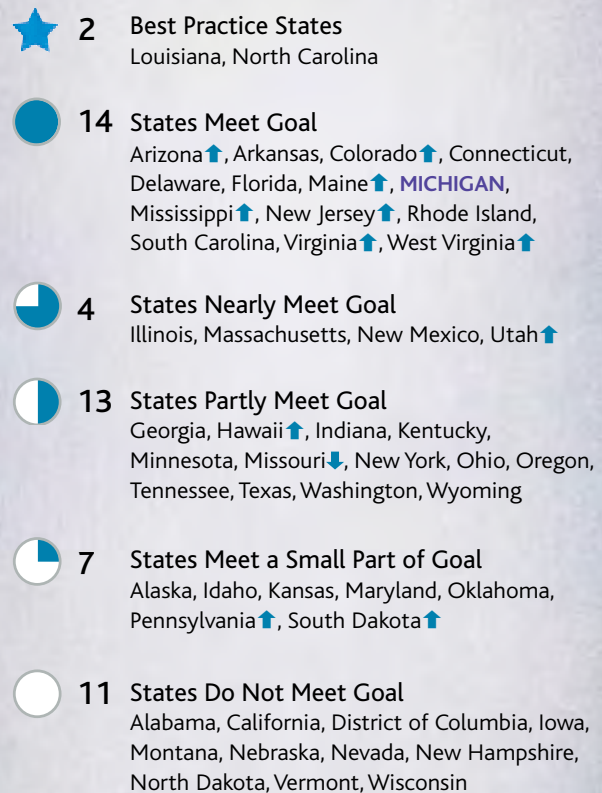 2 Best Practice States
Louisiana, North Carolina
14 States Meet Goal
Arizona⬆, Arkansas, Colorado⬆, Connecticut,
Delaware, Florida, Maine⬆, MICHIGAN,
Mississippi⬆, New Jersey⬆, Rhode Island,
South Carolina, Virginia⬆, West Virginia⬆
4 States Nearly Meet Goal
Illinois, Massachusetts, New Mexico, Utah⬆
13 States Partly Meet Goal
Georgia, Hawaii⬆, Indiana, Kentucky,
Minnesota, Missouri⬇, New York, Ohio, Oregon,
Tennessee, Texas, Washington, Wyoming
7 States Meet a Small Part of Goal
Alaska, Idaho, Kansas, Maryland, Oklahoma,
Pennsylvania⬆, South Dakota⬆
11 States Do Not Meet Goal
Alabama, California, District of Columbia, Iowa,
Montana, Nebraska, Nevada, New Hampshire,
North Dakota, Vermont, Wisconsin